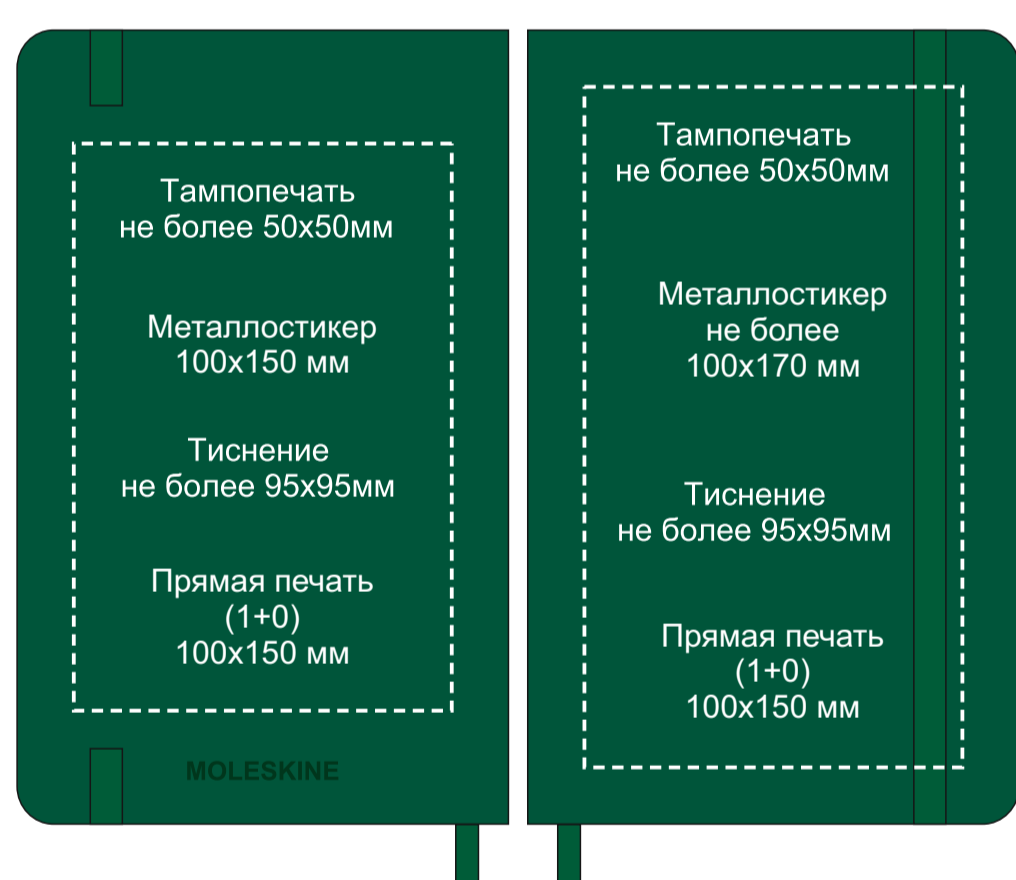 Тампопечать
не более 50х50мм
Металлостикер
100х150 мм
Тиснение
не более 95х95мм
Прямая печать
(1+0)
100х150 мм
MOLESKINE
Тампопечать
не более 50х50мм
Металлостикер
не более
100х170 мм
Тиснение
не более 95х95мм
Прямая печать
(1+0)
100х150 мм